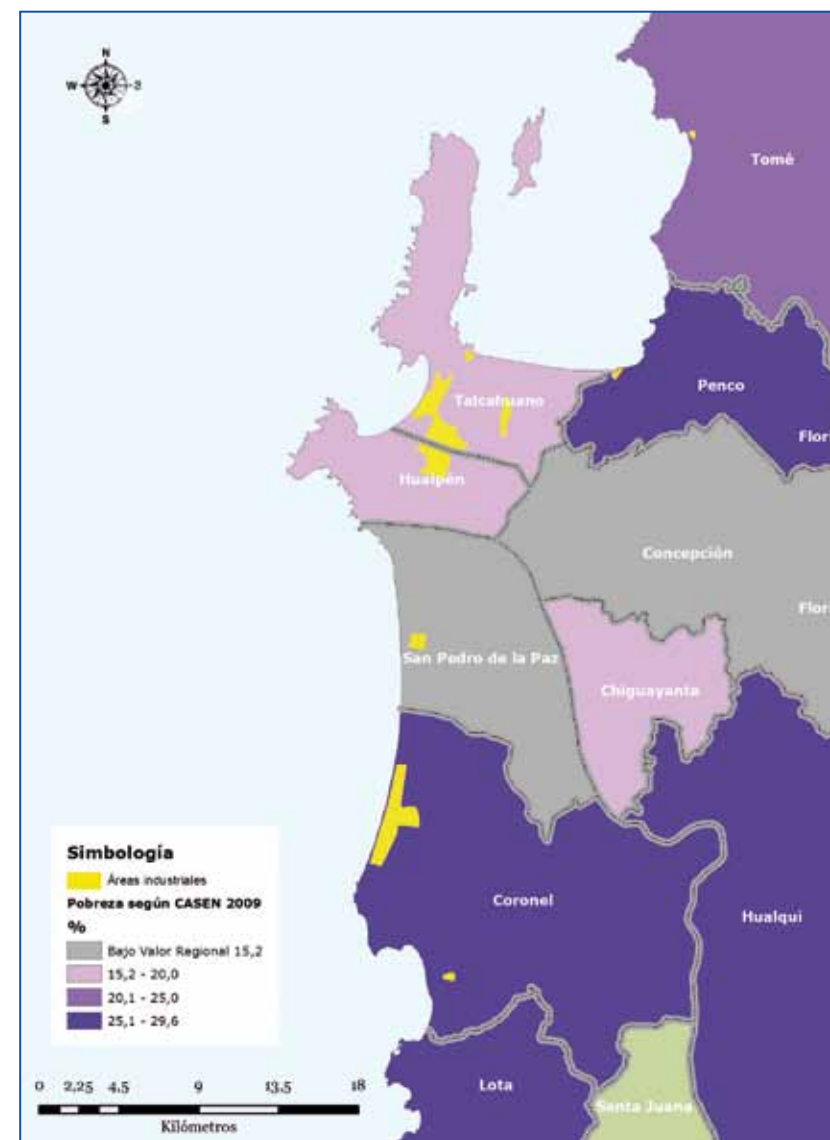 N
W
S
Tomé
Penco
Flor
Talcahuano
Hualpén
Concepción
Flor
San Pedro de la Paz
Chiguayanta
Coronel
Hualqui
Lota
Santa Juana
Simbología
Áreas industriales
Pobreza según CASEN 2009
%
Bajo Valor Regional 15,2
15,2 - 20,0
20,1 - 25,0
25,1 - 29,6
0 2,25 4,5 9 13,5 18
Kilómetros